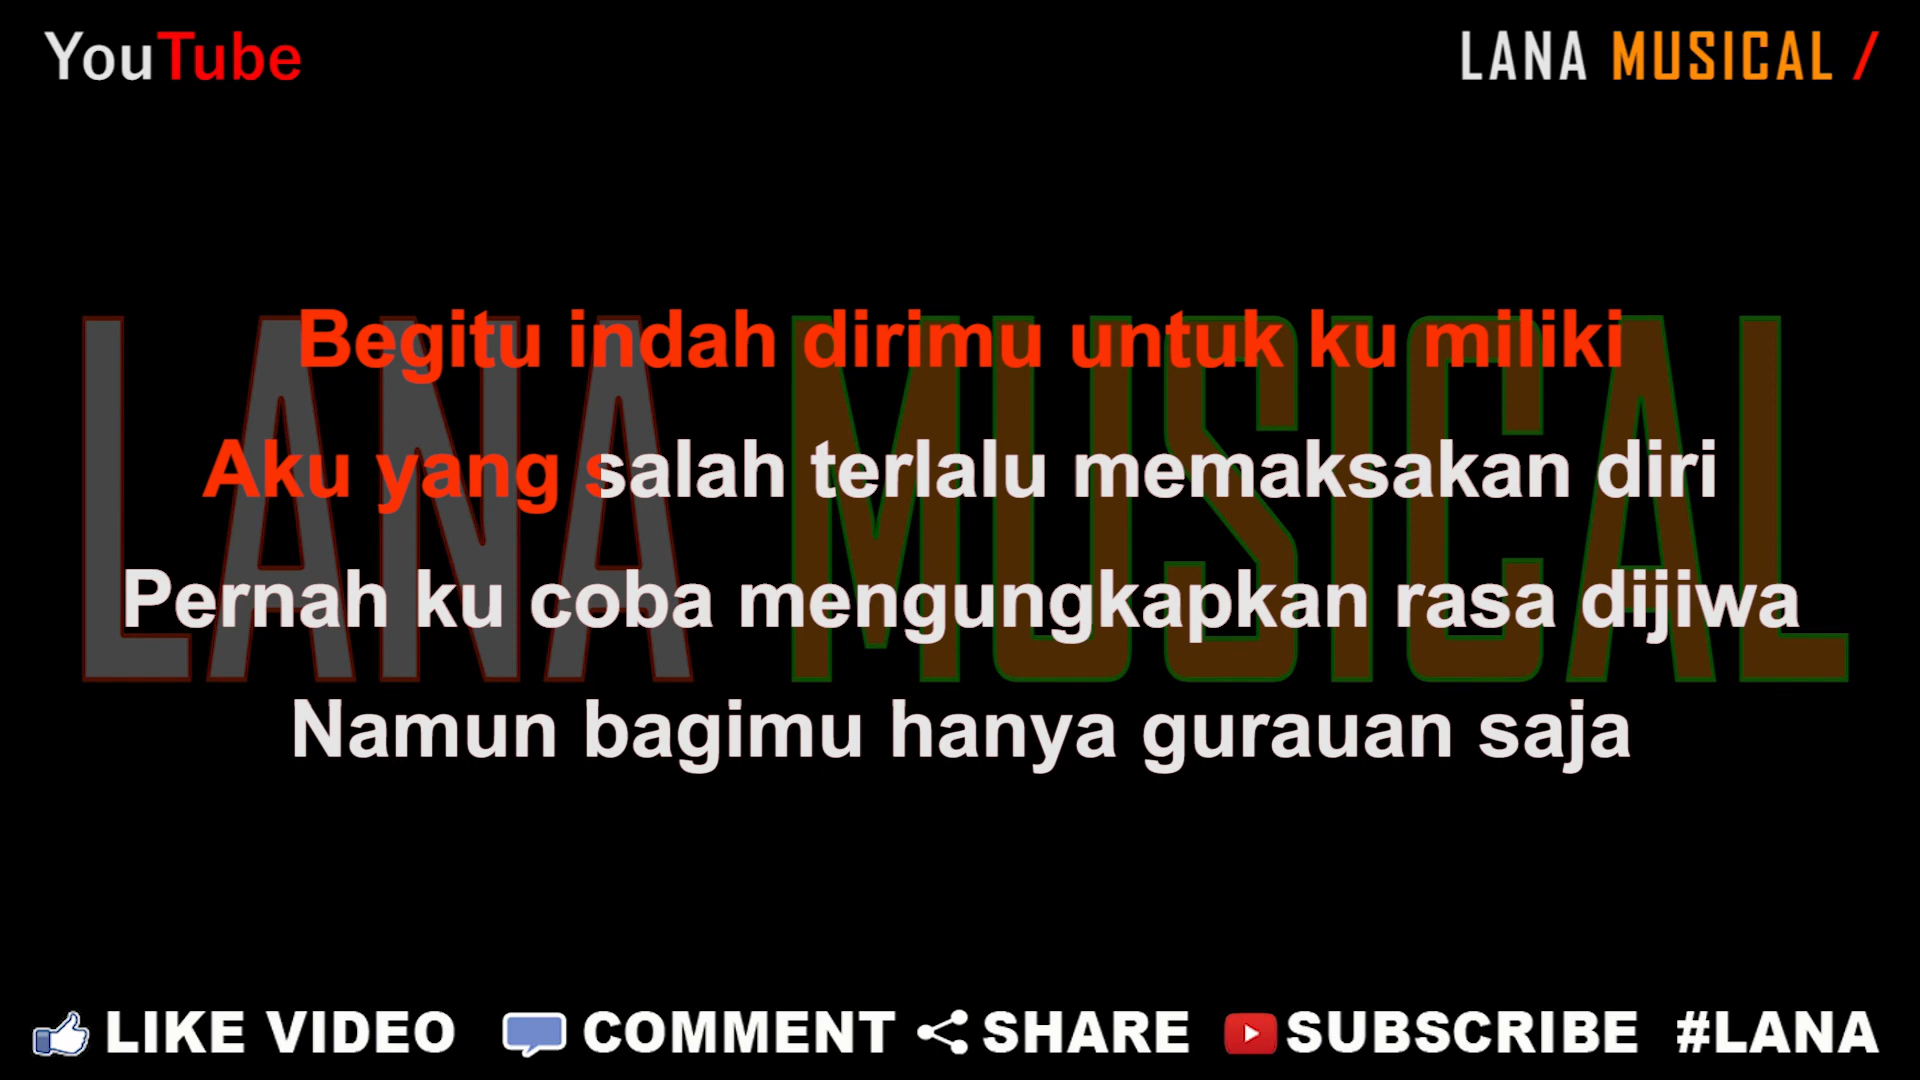 YouTube
LANA MUSICAL /
LANA MUSICAL
Begitu indah dirimu untuk ku miliki
Aku yang salah terlalu memaksakan diri
Pernah ku coba mengungkapkan rasa dijiwa
Namun bagimu hanya gurauan saja
LIKE VIDEO COMMENT SHARE SUBSCRIBE #LANA